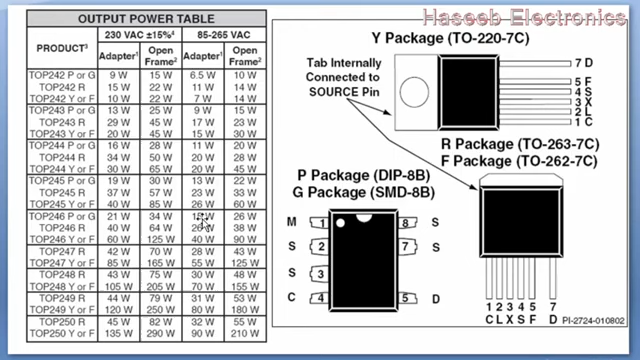 Haseeb Electronics
OUTPUT POWER TABLE
PRODUCT³ 230 VAC ±15%⁴ 85-265 VAC
Adapter¹ Open Frame² Adapter¹ Open Frame²
TOP242 P or G 9 W 15 W 6.5 W 10 W
TOP242 R 15 W 22 W 11 W 14 W
TOP242 Y or F 10 W 22 W 7 W 14 W
TOP243 P or G 13 W 25 W 9 W 15 W
TOP243 R 29 W 45 W 17 W 23 W
TOP243 Y or F 20 W 45 W 15 W 30 W
TOP244 P or G 16 W 28 W 11 W 20 W
TOP244 R 34 W 50 W 20 W 28 W
TOP244 Y or F 30 W 65 W 20 W 45 W
TOP245 P or G 19 W 30 W 13 W 22 W
TOP245 R 37 W 57 W 23 W 33 W
TOP245 Y or F 40 W 85 W 26 W 60 W
TOP246 P or G 21 W 34 W 26 W
TOP246 R 40 W 64 W 38 W
TOP246 Y or F 60 W 125 W 40 W 90 W
TOP247 R 42 W 70 W 28 W 43 W
TOP247 Y or F 85 W 165 W 55 W 125 W
TOP248 R 43 W 75 W 30 W 48 W
TOP248 Y or F 105 W 205 W 70 W 155 W
TOP249 R 44 W 79 W 31 W 53 W
TOP249 Y or F 120 W 250 W 80 W 180 W
TOP250 R 45 W 82 W 32 W 55 W
TOP250 Y or F 135 W 290 W 90 W 210 W
Y Package (TO-220-7C)
Tab Internally
Connected to
SOURCE Pin
7 D
5 F
4 S
3 X
2 L
1 C
R Package (TO-263-7C)
F Package (TO-262-7C)
P Package (DIP-8B)
G Package (SMD-8B)
M 1 8 S
S 2 7 S
S 3
C 4 5 D
1 2 3 4 5 7
C L X S F D
PI-2724-010802